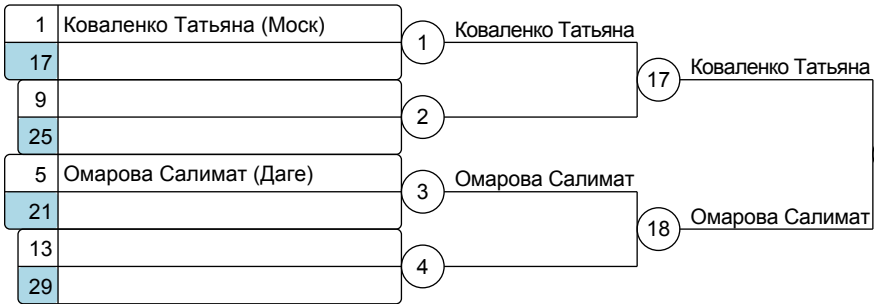 1 Коваленко Татьяна (Моск)
17
9
25
5 Омарова Салимат (Даге)
21
13
29
1 Коваленко Татьяна
2
3 Омарова Салимат
4
17 Коваленко Татьяна
18 Омарова Салимат